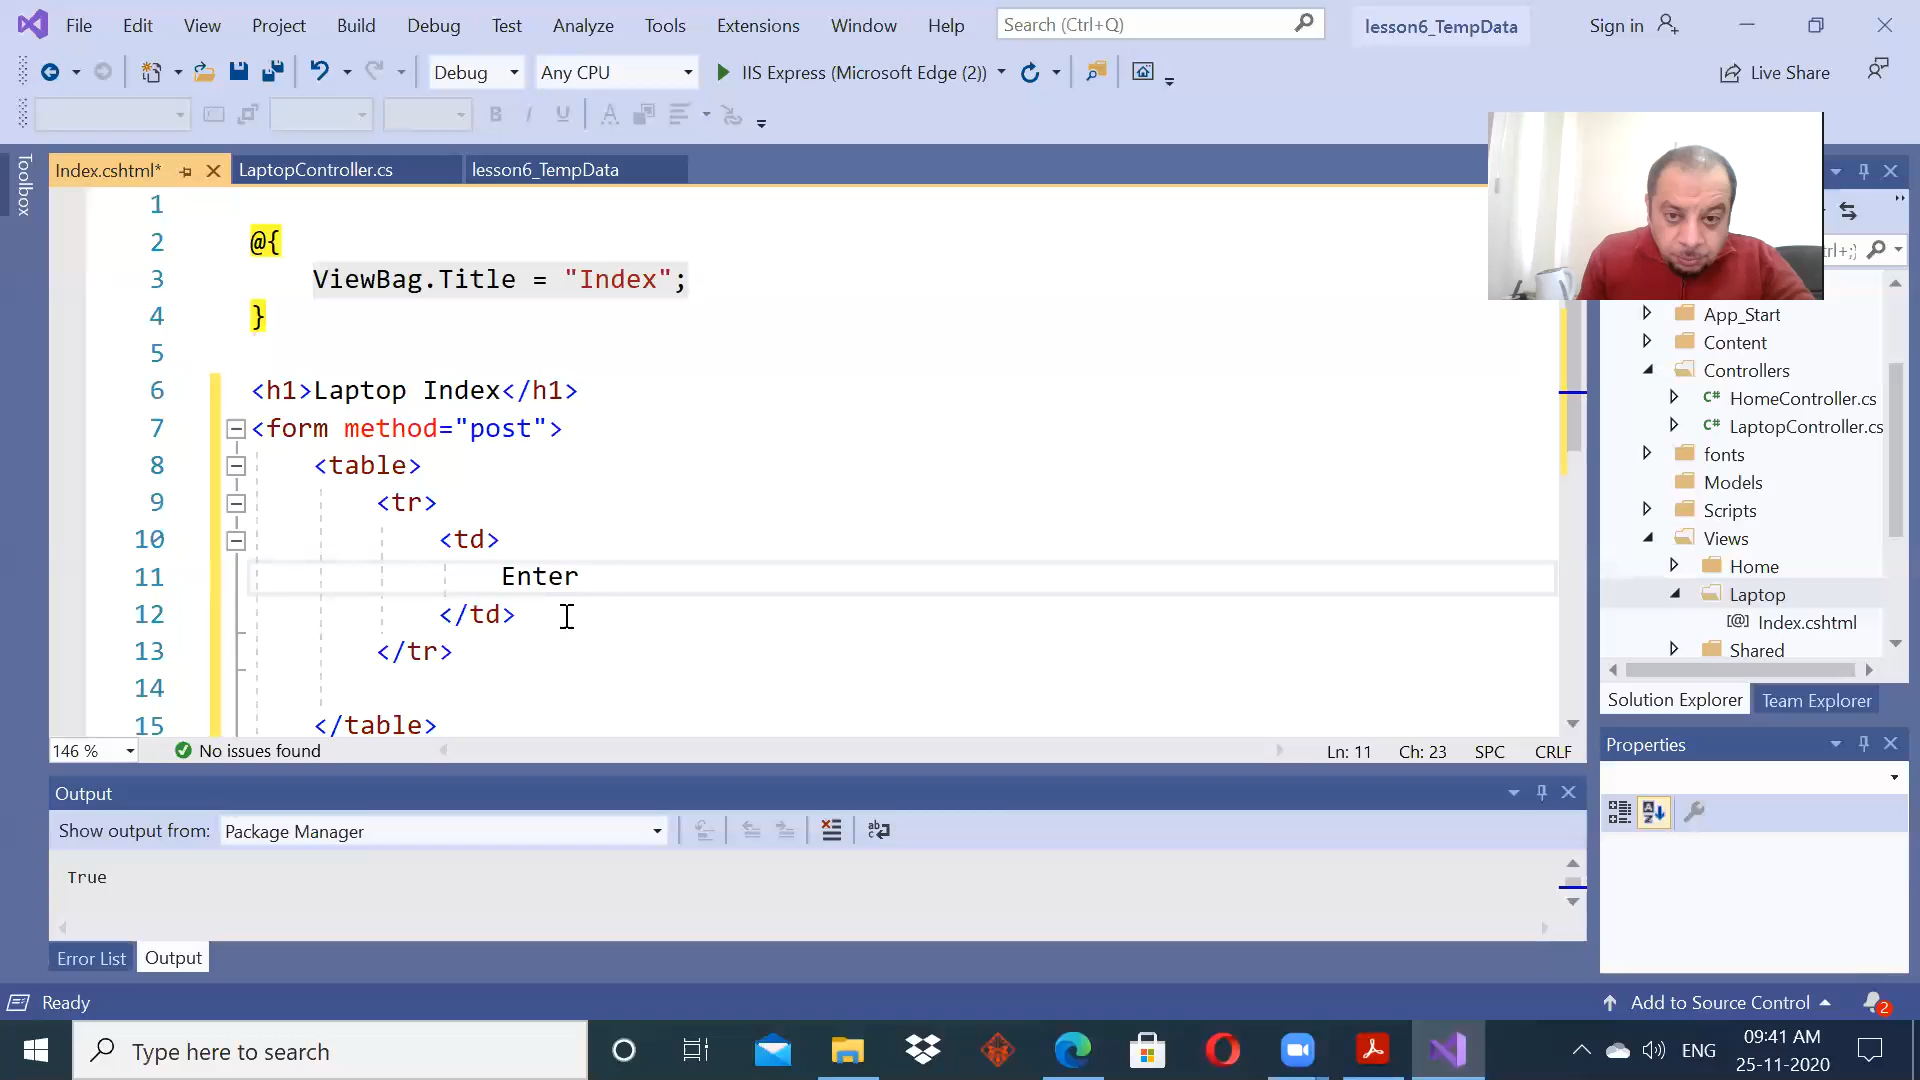 File Edit View Project Build Debug Test Analyze Tools Extensions Window Help Search (Ctrl+Q) lesson6_TempData Sign in
Debug Any CPU IIS Express (Microsoft Edge (2)) Live Share
Toolbox
Index.cshtml* LaptopController.cs lesson6_TempData
1
2 @{
3 ViewBag.Title = "Index";
4 }
5
6 <h1>Laptop Index</h1>
7 <form method="post">
8 <table>
9 <tr>
10 <td>
11 Enter
12 </td>
13 </tr>
14
15 </table>
146 % No issues found Ln: 11 Ch: 23 SPC CRLF
App_Start
Content
Controllers
C# HomeController.cs
C# LaptopController.cs
fonts
Models
Scripts
Views
Home
Laptop
[@] Index.cshtml
Shared
Solution Explorer Team Explorer
Properties
Output
Show output from: Package Manager
True
Error List Output
Ready Add to Source Control 2
Type here to search
ENG 09:41 AM
25-11-2020